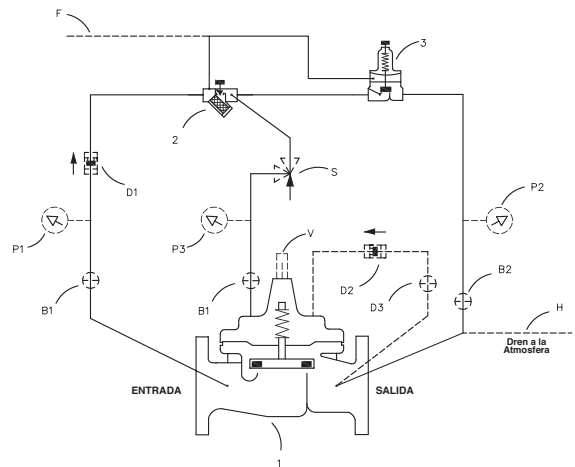 F
3
2
S
D1
P1
P3
P2
V
D2
D3
B1
B1
B2
H
Dren a la
Atmosfera
ENTRADA
SALIDA
1